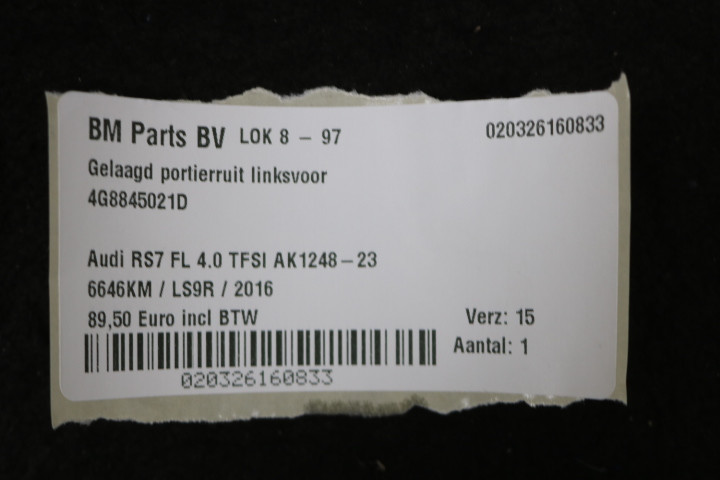 BM Parts BV LOK 8 - 97 020326160833
Gelaagd portierruit linksvoor
4G8845021D
Audi RS7 FL 4.0 TFSI AK1248-23
6646KM / LS9R / 2016
89,50 Euro incl BTW Verz: 15
Aantal: 1
020326160833